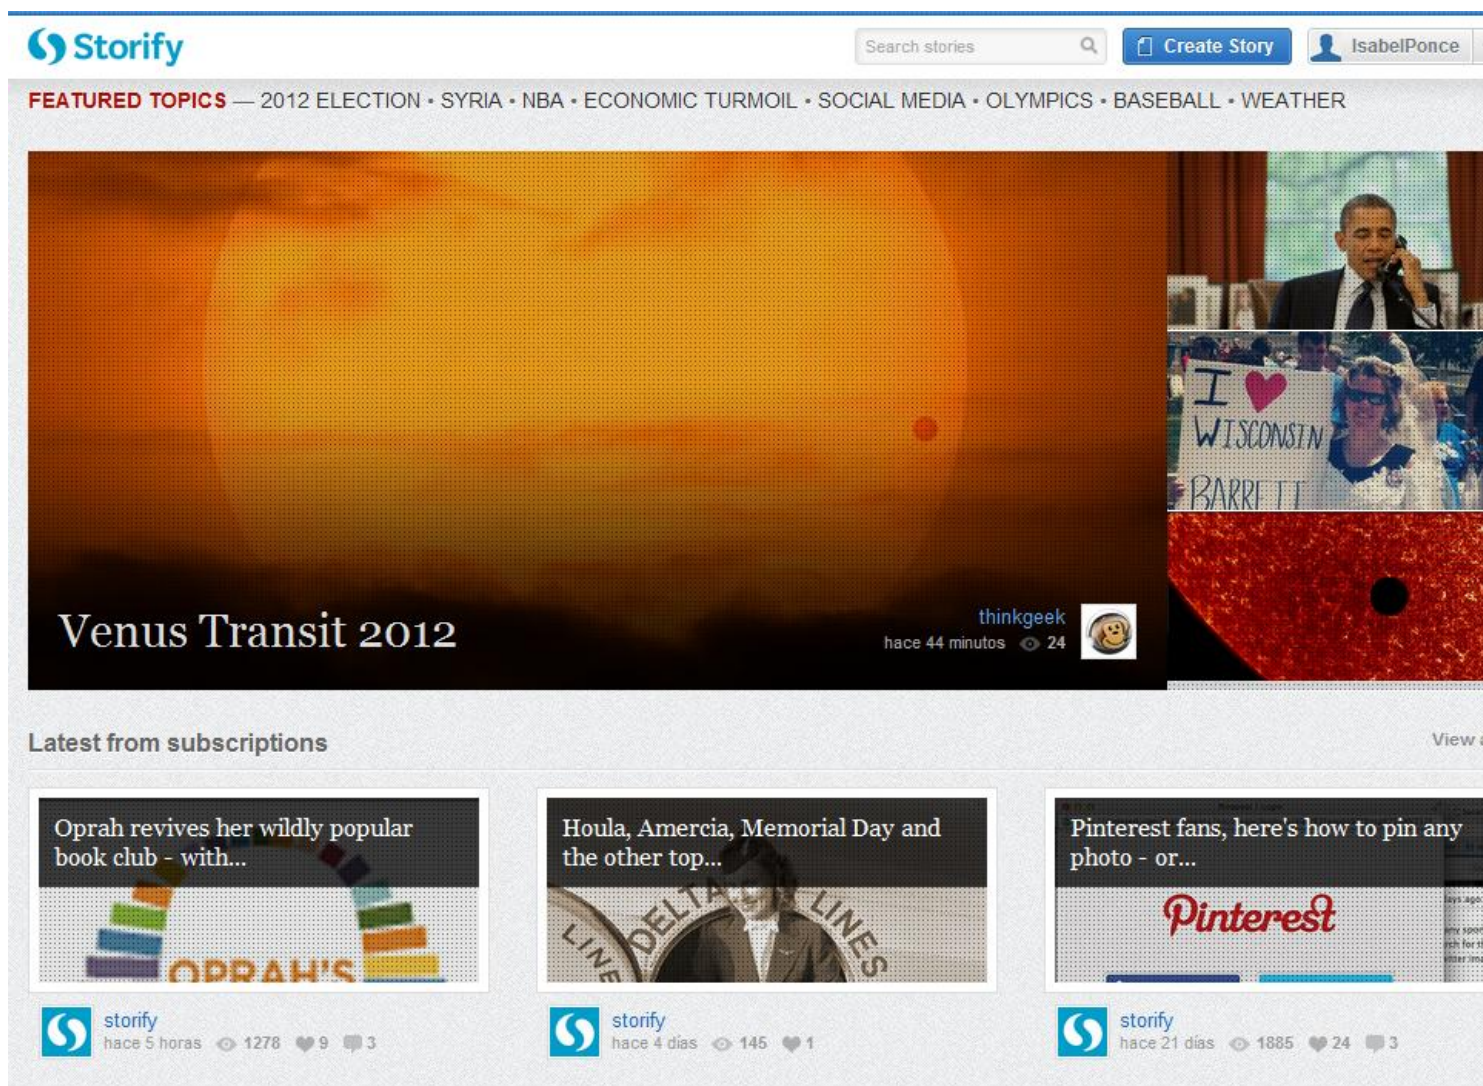 Storify
Search stories
Create Story
IsabelPonce
FEATURED TOPICS — 2012 ELECTION • SYRIA • NBA • ECONOMIC TURMOIL • SOCIAL MEDIA • OLYMPICS • BASEBALL • WEATHER
I
WISCONSIN
BARRETT
Venus Transit 2012
thinkgeek
hace 44 minutos 24
Latest from subscriptions
View
Oprah revives her wildly popular
book club - with...
OPRAH'S
storify
hace 5 horas 1278 9 3
Houla, Amercia, Memorial Day and
the other top...
DELTA LINES
LINE
storify
hace 4 días 145 1
Pinterest fans, here's how to pin any
photo - or...
Pinterest
storify
hace 21 días 1885 24 3